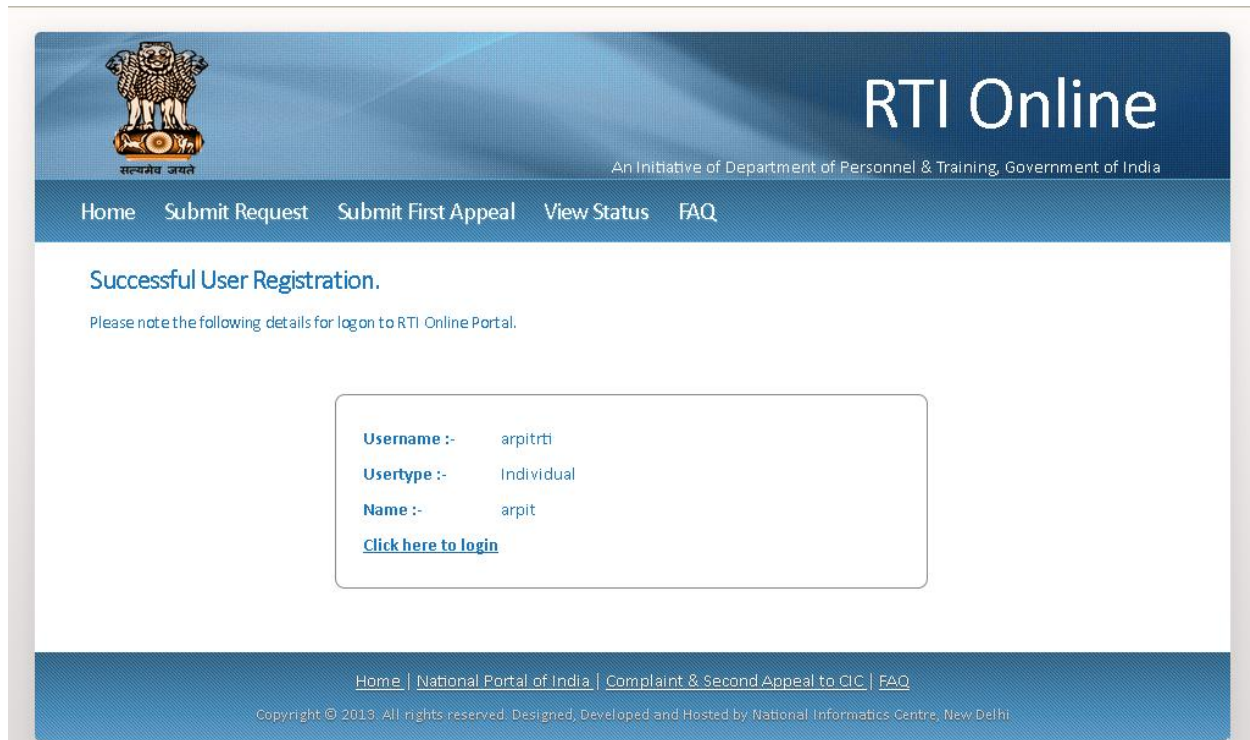 सत्यमेव जयते
RTI Online
An Initiative of Department of Personnel & Training, Government of India
Home Submit Request Submit First Appeal View Status FAQ
Successful User Registration.
Please note the following details for logon to RTI Online Portal.
Username :- arpitrti
Usertype :- Individual
Name :- arpit
Click here to login
Home | National Portal of India | Complaint & Second Appeal to CIC | FAQ
Copyright © 2013. All rights reserved. Designed, Developed and Hosted by National Informatics Centre, New Delhi